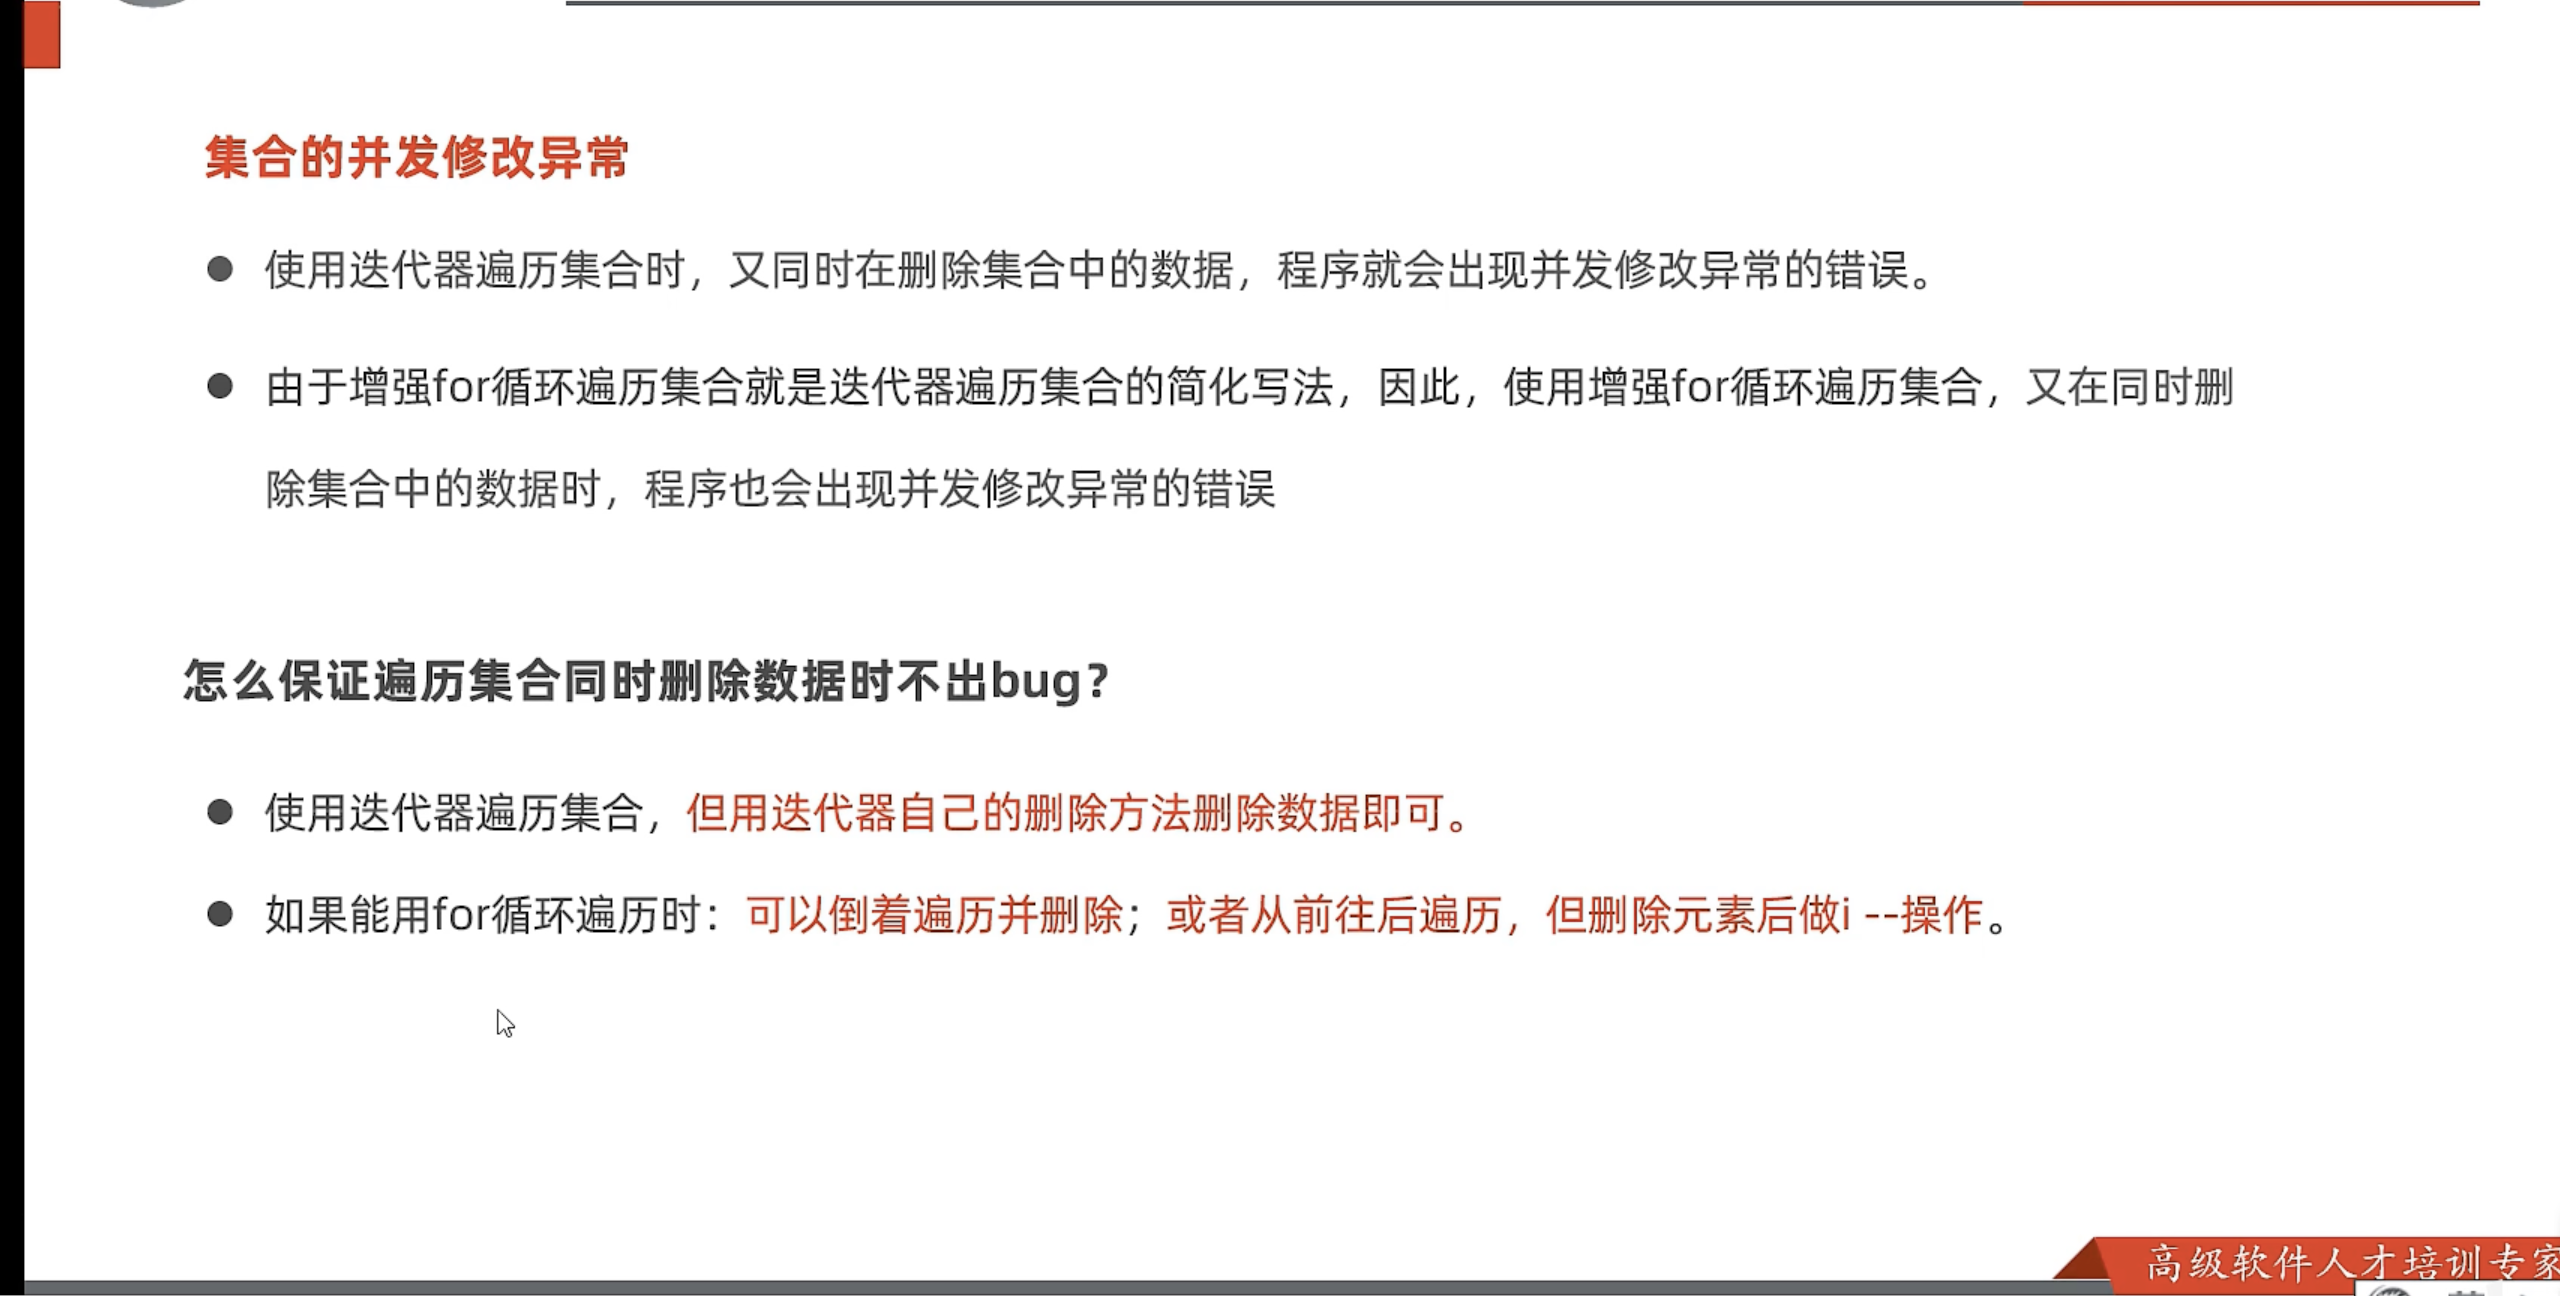 集合的并发修改异常
使用迭代器遍历集合时，又同时在删除集合中的数据，程序就会出现并发修改异常的错误。
由于增强for循环遍历集合就是迭代器遍历集合的简化写法，因此，使用增强for循环遍历集合，又在同时删
除集合中的数据时，程序也会出现并发修改异常的错误
怎么保证遍历集合同时删除数据时不出bug？
使用迭代器遍历集合，但用迭代器自己的删除方法删除数据即可。
如果能用for循环遍历时：可以倒着遍历并删除；或者从前往后遍历，但删除元素后做i --操作。
高级软件人才培训专家